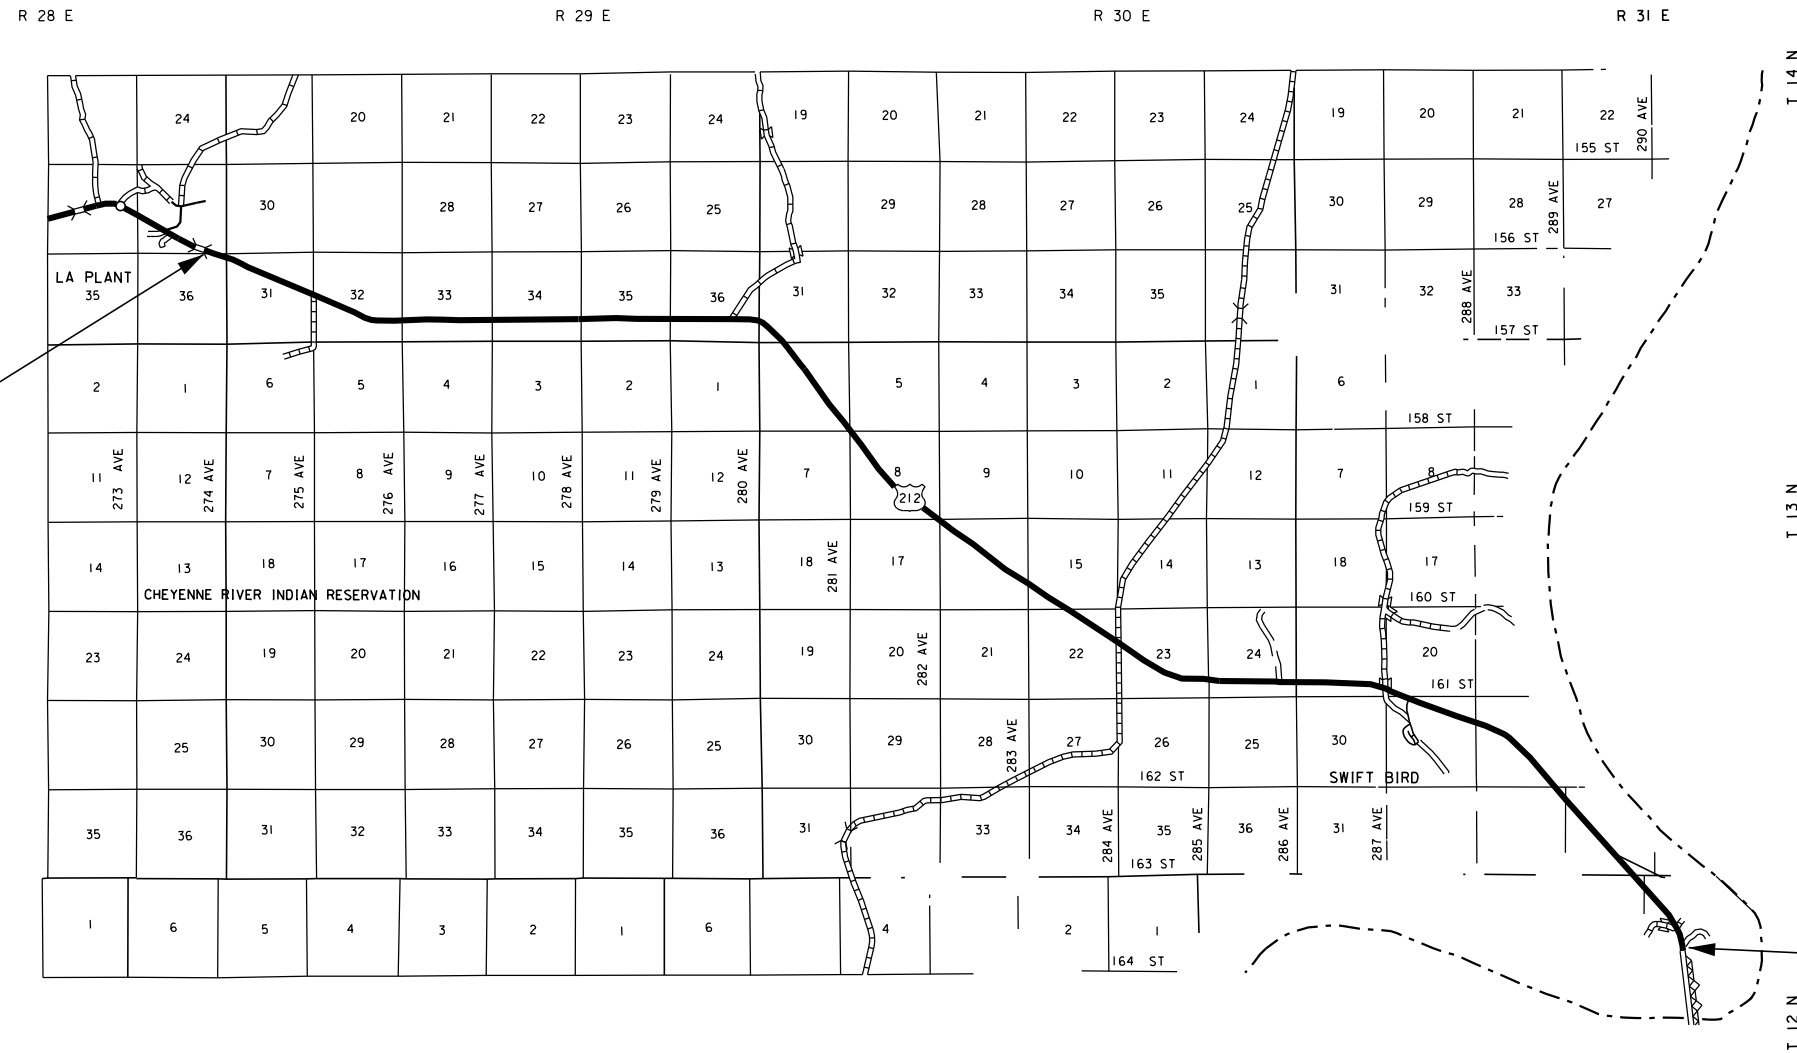 R 28 E R 29 E R 30 E R 31 E
T 14 N
24 20 21 22 23 24 19 20 21 22 23 24 19 20 21 22
290 AVE
155 ST
30 28 27 26 25 29 28 27 26 25 30 29 28 27
289 AVE
156 ST
LA PLANT
35 36 31 32 33 34 35 36 31 32 33 34 35 31 32 33
288 AVE
157 ST
2 1 6 5 4 3 2 1 5 4 3 2 1 6
158 ST
11 12 7 8 9 10 11 12 7 8 9 10 11 12 7 8
273 AVE 274 AVE 275 AVE 276 AVE 277 AVE 278 AVE 279 AVE 280 AVE
212
159 ST
T 13 N
14 13 18 17 16 15 14 13 18 17 15 14 13 18 17
281 AVE
CHEYENNE RIVER INDIAN RESERVATION
160 ST
23 24 19 20 21 22 23 24 19 20 21 22 23 24 20
282 AVE
161 ST
25 30 29 28 27 26 25 30 29 28 27 26 25 30
283 AVE
162 ST
SWIFT BIRD
35 36 31 32 33 34 35 36 31 33 34 35 36 31
284 AVE 285 AVE 286 AVE 287 AVE
163 ST
1 6 5 4 3 2 1 6 4 2 1
164 ST
T 12 N